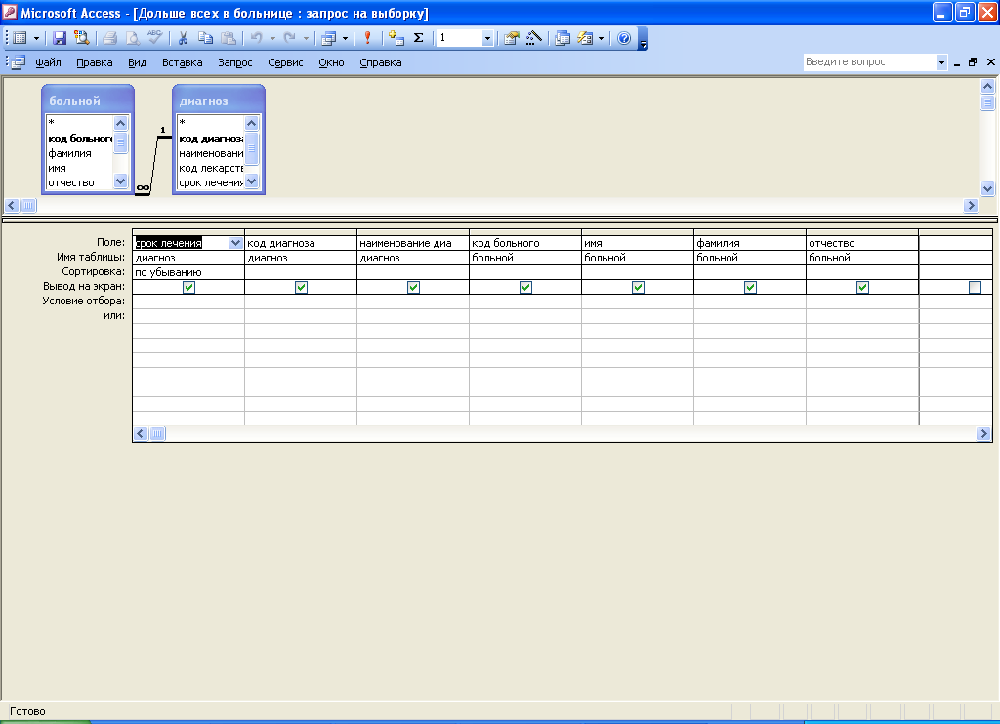 Microsoft Access - [Дольше всех в больнице : запрос на выборку]
ABC
1
Файл Правка Вид Вставка Запрос Сервис Окно Справка
Введите вопрос
больной
*
код больного
фамилия
имя
отчество
1
∞
диагноз
*
код диагноза
наименовани
код лекарств
срок лечения
Поле: срок лечения код диагноза наименование диа код больного имя фамилия отчество
Имя таблицы: диагноз диагноз диагноз больной больной больной больной
Сортировка: по убыванию
Вывод на экран:
Условие отбора:
или:
Готово